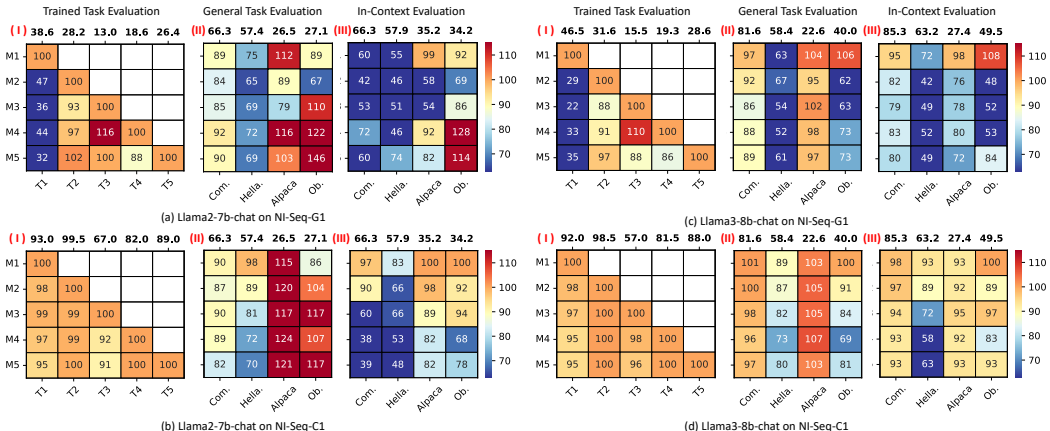 Trained Task Evaluation General Task Evaluation In-Context Evaluation
(I) 38.6 28.2 13.0 18.6 26.4 (II) 66.3 57.4 26.5 27.1 (III) 66.3 57.9 35.2 34.2
M1 100 89 75 112 89 60 55 99 92
M2 47 100 84 65 89 67 42 46 58 69
M3 36 93 100 85 69 79 110 53 51 54 86
M4 44 97 116 100 92 72 116 122 72 46 92 128
M5 32 102 100 88 100 90 69 103 146 60 74 82 114
110
100
90
80
70
T1 T2 T3 T4 T5 Com. Hella. Alpaca Ob. Com. Hella. Alpaca Ob.
(a) Llama2-7b-chat on NI-Seq-G1
Trained Task Evaluation General Task Evaluation In-Context Evaluation
(I) 46.5 31.6 15.5 19.3 28.6 (II) 81.6 58.4 22.6 40.0 (III) 85.3 63.2 27.4 49.5
M1 100 97 63 104 106 95 72 98 108
M2 29 100 92 67 95 62 82 42 76 48
M3 22 88 100 86 54 102 63 79 49 78 52
M4 33 91 110 100 88 52 98 73 83 52 80 53
M5 35 97 88 86 100 89 61 97 73 80 49 72 84
110
100
90
80
70
T1 T2 T3 T4 T5 Com. Hella. Alpaca Ob. Com. Hella. Alpaca Ob.
(c) Llama3-8b-chat on NI-Seq-G1
(I) 93.0 99.5 67.0 82.0 89.0 (II) 66.3 57.4 26.5 27.1 (III) 66.3 57.9 35.2 34.2
M1 100 90 98 115 86 97 83 100 100
M2 98 100 87 89 120 104 90 66 98 92
M3 99 99 100 90 81 117 117 60 66 89 94
M4 97 99 92 100 89 72 124 107 38 53 82 68
M5 95 100 91 100 100 82 70 121 117 39 48 82 78
110
100
90
80
70
T1 T2 T3 T4 T5 Com. Hella. Alpaca Ob. Com. Hella. Alpaca Ob.
(b) Llama2-7b-chat on NI-Seq-C1
(I) 92.0 98.5 57.0 81.5 88.0 (II) 81.6 58.4 22.6 40.0 (III) 85.3 63.2 27.4 49.5
M1 100 101 89 103 100 98 93 93 100
M2 98 100 100 87 105 91 94 89 92 89
M3 97 100 100 98 82 105 84 94 72 95 97
M4 95 100 98 100 96 73 107 69 93 58 92 83
M5 95 100 96 100 100 97 80 103 81 93 63 93 93
110
100
90
80
70
T1 T2 T3 T4 T5 Com. Hella. Alpaca Ob. Com. Hella. Alpaca Ob.
(d) Llama3-8b-chat on NI-Seq-C1